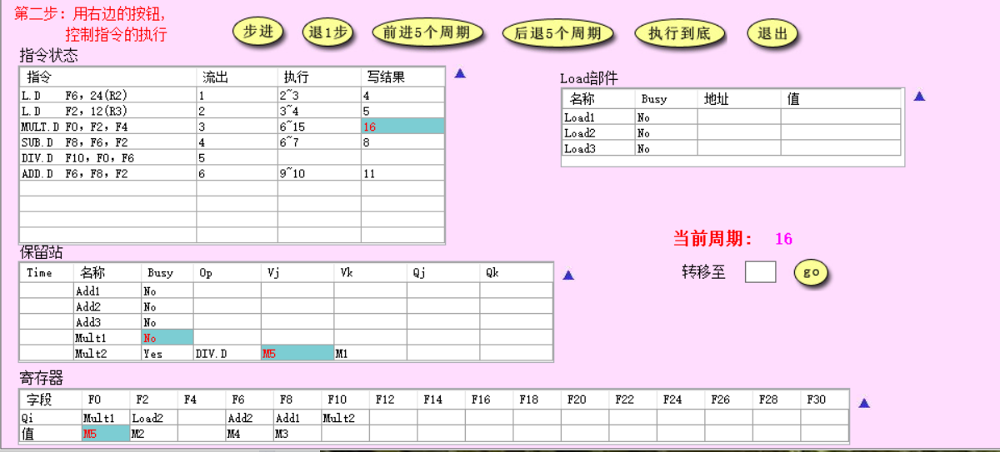 第二步：用右边的按钮，
控制指令的执行
步进 退1步 前进5个周期 后退5个周期 执行到底 退出
指令状态
指令 流出 执行 写结果
L.D F6, 24(R2) 1 2~3 4
L.D F2, 12(R3) 2 3~4 5
MULT.D F0, F2, F4 3 6~15 16
SUB.D F8, F6, F2 4 6~7 8
DIV.D F10, F0, F6 5
ADD.D F6, F8, F2 6 9~10 11
Load部件
名称 Busy 地址 值
Load1 No
Load2 No
Load3 No
当前周期： 16
转移至 go
保留站
Time 名称 Busy Op Vj Vk Qj Qk
Add1 No
Add2 No
Add3 No
Mult1 No
Mult2 Yes DIV.D M5 M1
寄存器
字段 F0 F2 F4 F6 F8 F10 F12 F14 F16 F18 F20 F22 F24 F26 F28 F30
Qi Mult1 Load2 Add2 Add1 Mult2
值 M5 M2 M4 M3